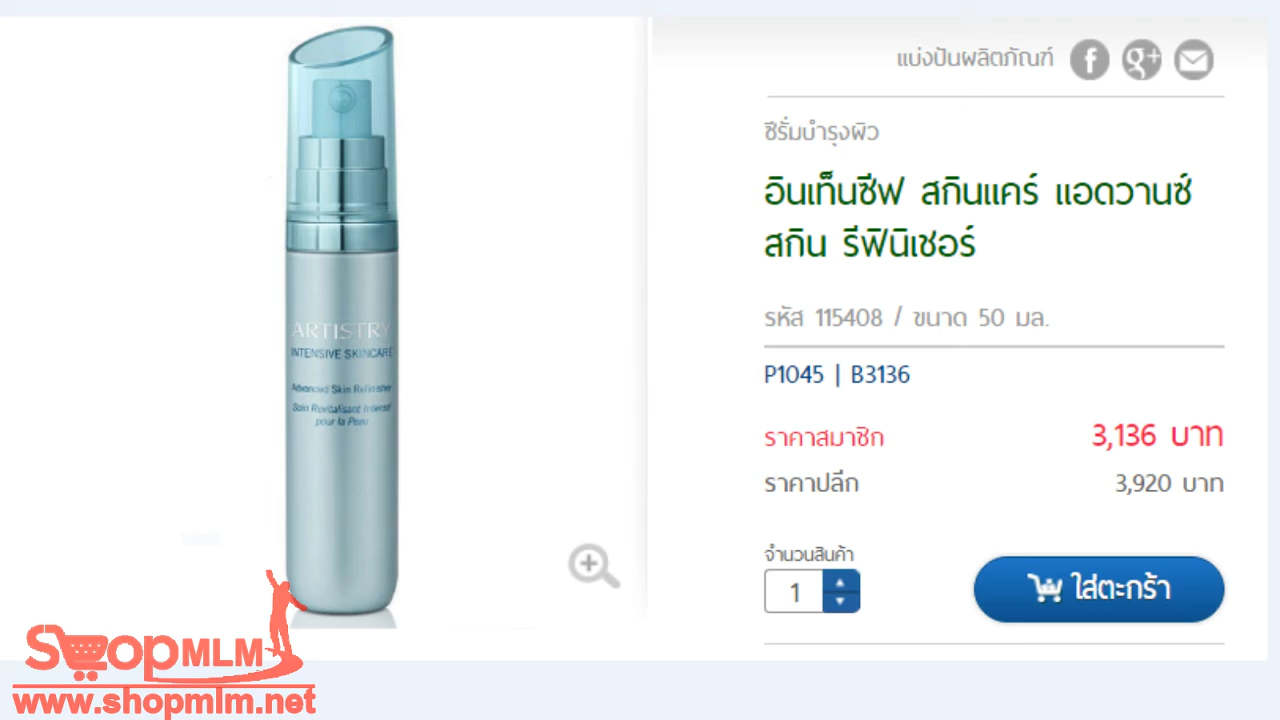 ARTISTRY
INTENSIVE SKINCARE
Advanced Skin Refinisher
Soin Revitalisant Intensif
pour la Peau
แบ่งปันผลิตภัณฑ์
f
g+
ซีรั่มบำรุงผิว
อินเท็นซีฟ สกินแคร์ แอดวานซ์
สกิน รีฟินิเชอร์
รหัส 115408 / ขนาด 50 มล.
P1045 | B3136
ราคาสมาชิก 3,136 บาท
ราคาปลีก 3,920 บาท
จำนวนสินค้า
1
ใส่ตะกร้า
ShopMLM
www.shopmlm.net